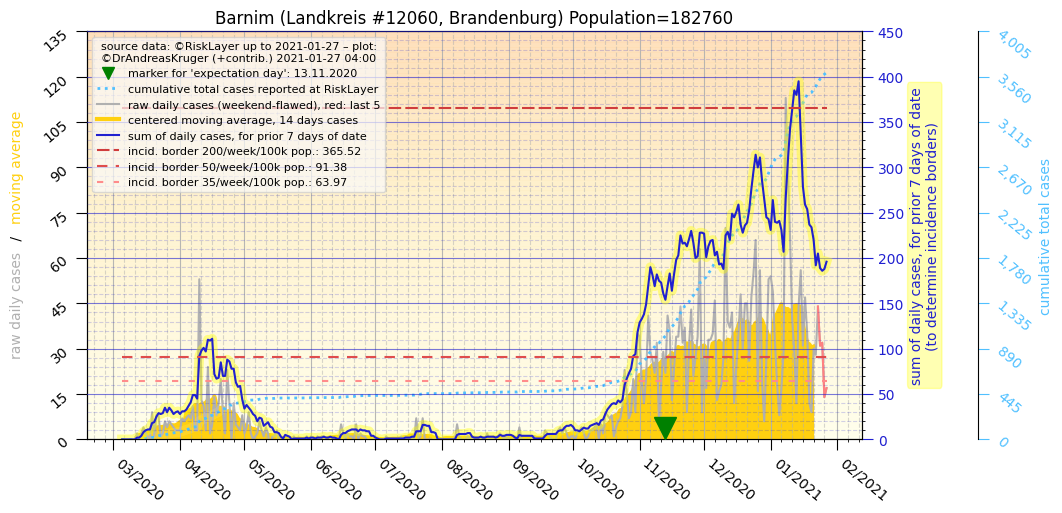 Barnim (Landkreis #12060, Brandenburg) Population=182760
source data: ©RiskLayer up to 2021-01-27 – plot:
©DrAndreasKruger (+contrib.) 2021-01-27 04:00
marker for 'expectation day': 13.11.2020
cumulative total cases reported at RiskLayer
raw daily cases (weekend-flawed), red: last 5
centered moving average, 14 days cases
sum of daily cases, for prior 7 days of date
incid. border 200/week/100k pop.: 365.52
incid. border 50/week/100k pop.: 91.38
incid. border 35/week/100k pop.: 63.97
raw daily cases / moving average
135
120
105
90
75
60
45
30
15
0
03/2020
04/2020
05/2020
06/2020
07/2020
08/2020
09/2020
10/2020
11/2020
12/2020
01/2021
02/2021
450
400
350
300
250
200
150
100
50
0
sum of daily cases, for prior 7 days of date
(to determine incidence borders)
4,005
3,560
3,115
2,670
2,225
1,780
1,335
890
445
0
cumulative total cases